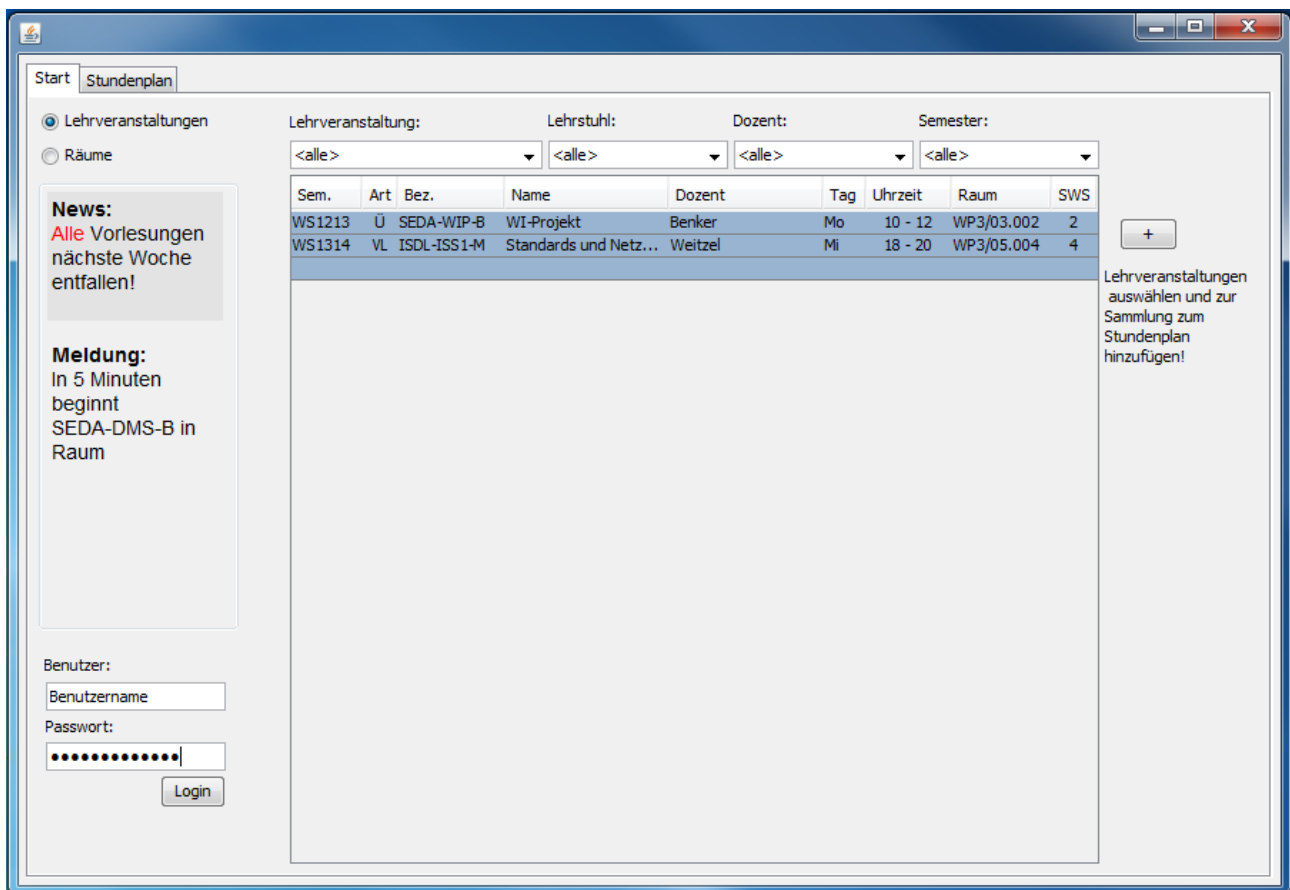 Start Stundenplan
Lehrveranstaltungen
Räume
News:
Alle Vorlesungen
nächste Woche
entfallen!
Meldung:
In 5 Minuten
beginnt
SEDA-DMS-B in
Raum
Benutzer:
Benutzername
Passwort:
•••••••••••••
Login
Lehrveranstaltung: Lehrstuhl: Dozent: Semester:
<alle> <alle> <alle> <alle>
Sem. Art Bez. Name Dozent Tag Uhrzeit Raum SWS
WS1213 Ü SEDA-WIP-B WI-Projekt Benker Mo 10 - 12 WP3/03.002 2
WS1314 VL ISDL-ISS1-M Standards und Netz... Weitzel Mi 18 - 20 WP3/05.004 4
+
Lehrveranstaltungen
auswählen und zur
Sammlung zum
Stundenplan
hinzufügen!